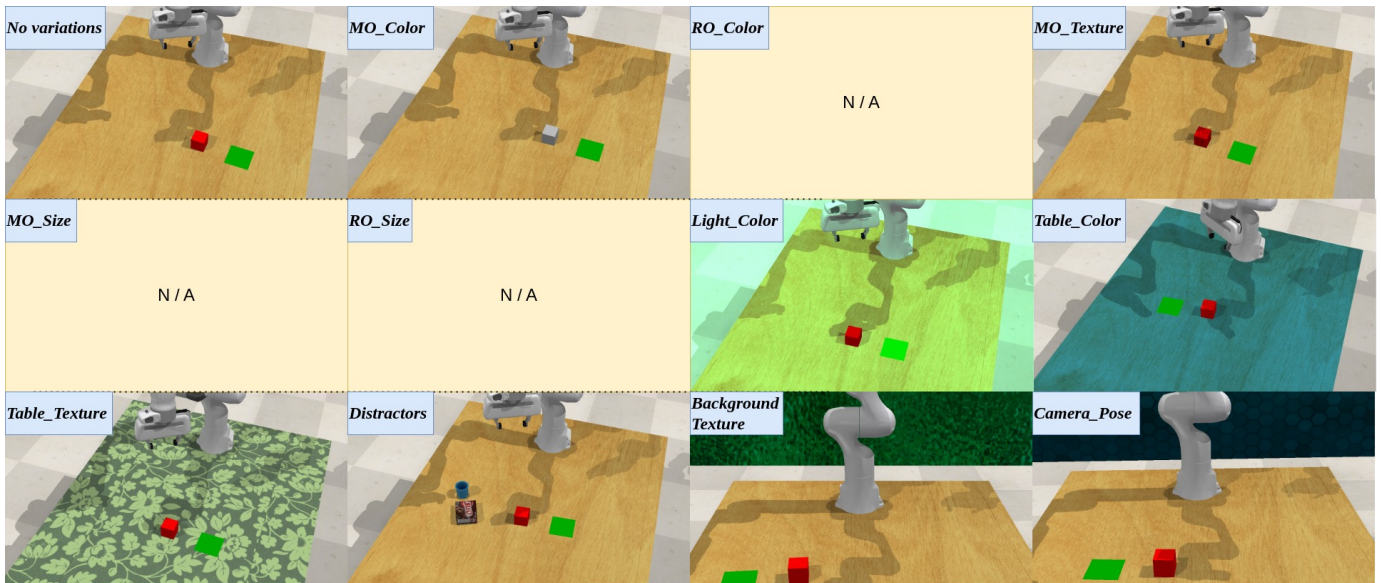 No variations
MO_Color
RO_Color
N / A
MO_Texture
MO_Size
N / A
RO_Size
N / A
Light_Color
Table_Color
Table_Texture
Distractors
Background
Texture
Camera_Pose